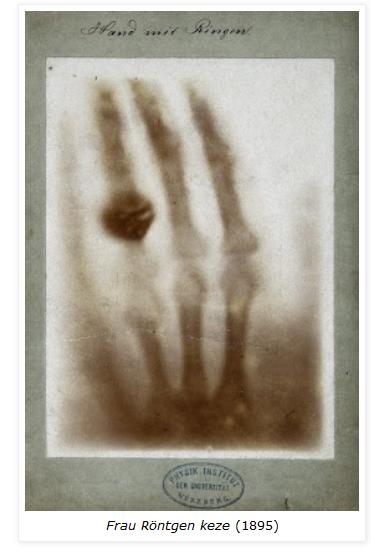 Hand mit Ringen.
PHYSIK. INSTITUT
DER UNIVERSITÄT
WÜRZBURG.
Frau Röntgen keze (1895)